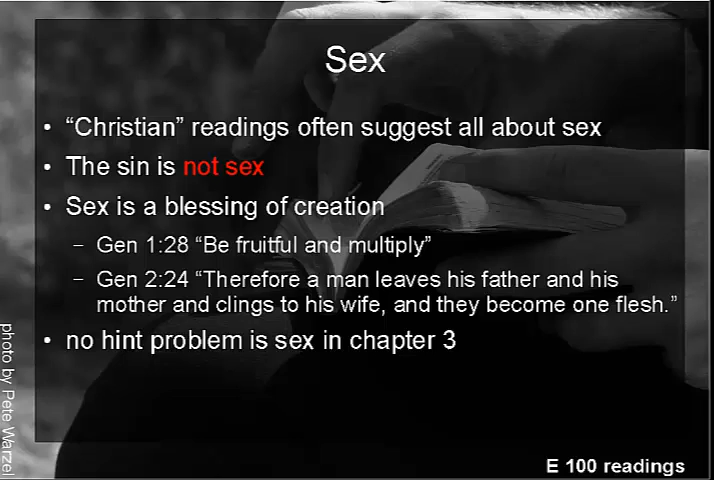 Sex
• “Christian” readings often suggest all about sex
• The sin is not sex
• Sex is a blessing of creation
– Gen 1:28 “Be fruitful and multiply”
– Gen 2:24 “Therefore a man leaves his father and his
mother and clings to his wife, and they become one flesh.”
• no hint problem is sex in chapter 3
photo by Pete Warzel
E 100 readings